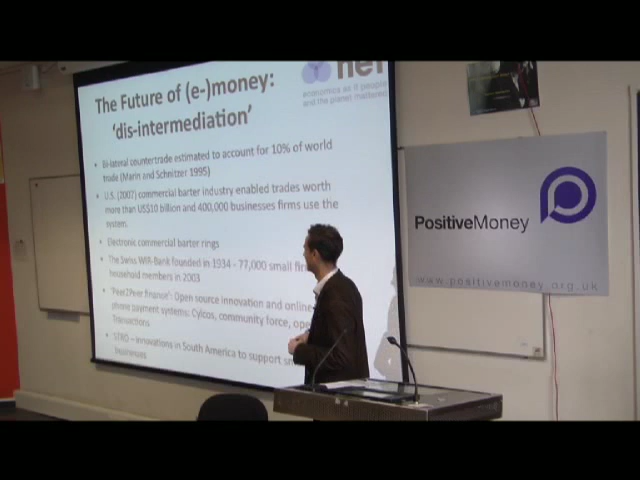 The Future of (e-)money:
'dis-intermediation'
nef
economics as if people
and the planet mattered
Bi-lateral countertrade estimated to account for 10% of world
trade (Marin and Schnitzer 1995)
U.S. (2007) commercial barter industry enabled trades worth
more than US$10 billion and 400,000 businesses firms use the
system.
Electronic commercial barter rings
The Swiss WIR-Bank founded in 1934 - 77,000 small
household members in 2003
'Peer2Peer finance': Open source innovation and online
phone payment systems: Cylcos, community force,
Transactions
STRO – innovations in South America to support
businesses
PositiveMoney
www.positivemoney.org.uk